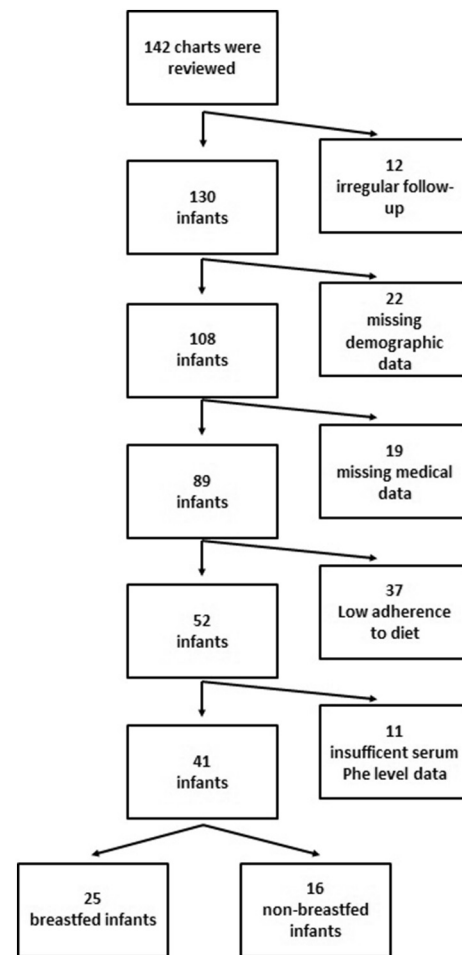 142 charts were
reviewed
12
irregular follow-
up
130
infants
22
missing
demographic
data
108
infants
19
missing medical
data
89
infants
37
Low adherence
to diet
52
infants
11
insufficent serum
Phe level data
41
infants
25
breastfed infants
16
non-breastfed
infants